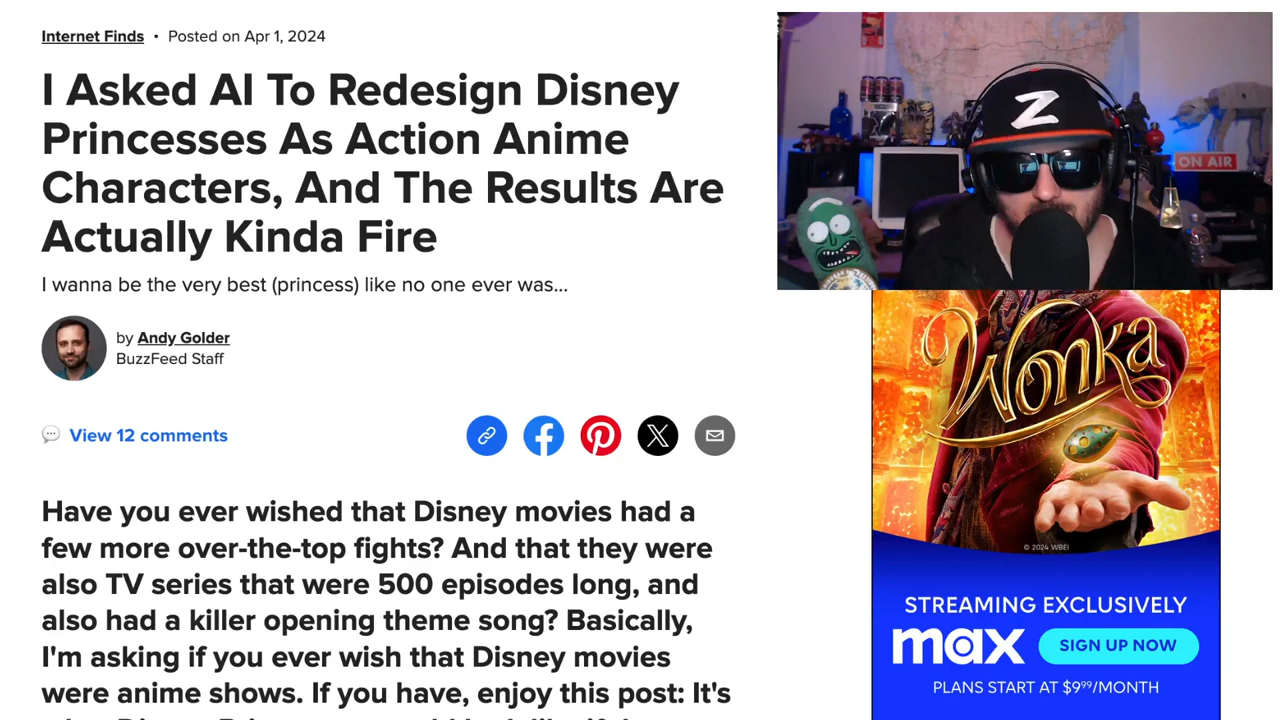 Internet Finds • Posted on Apr 1, 2024
I Asked AI To Redesign Disney
Princesses As Action Anime
Characters, And The Results Are
Actually Kinda Fire
I wanna be the very best (princess) like no one ever was...
by Andy Golder
BuzzFeed Staff
View 12 comments
Have you ever wished that Disney movies had a
few more over-the-top fights? And that they were
also TV series that were 500 episodes long, and
also had a killer opening theme song? Basically,
I'm asking if you ever wish that Disney movies
were anime shows. If you have, enjoy this post: It's
Z
ON AIR
Wonka
© 2024 WBEI
STREAMING EXCLUSIVELY
max
SIGN UP NOW
PLANS START AT $9⁹⁹/MONTH